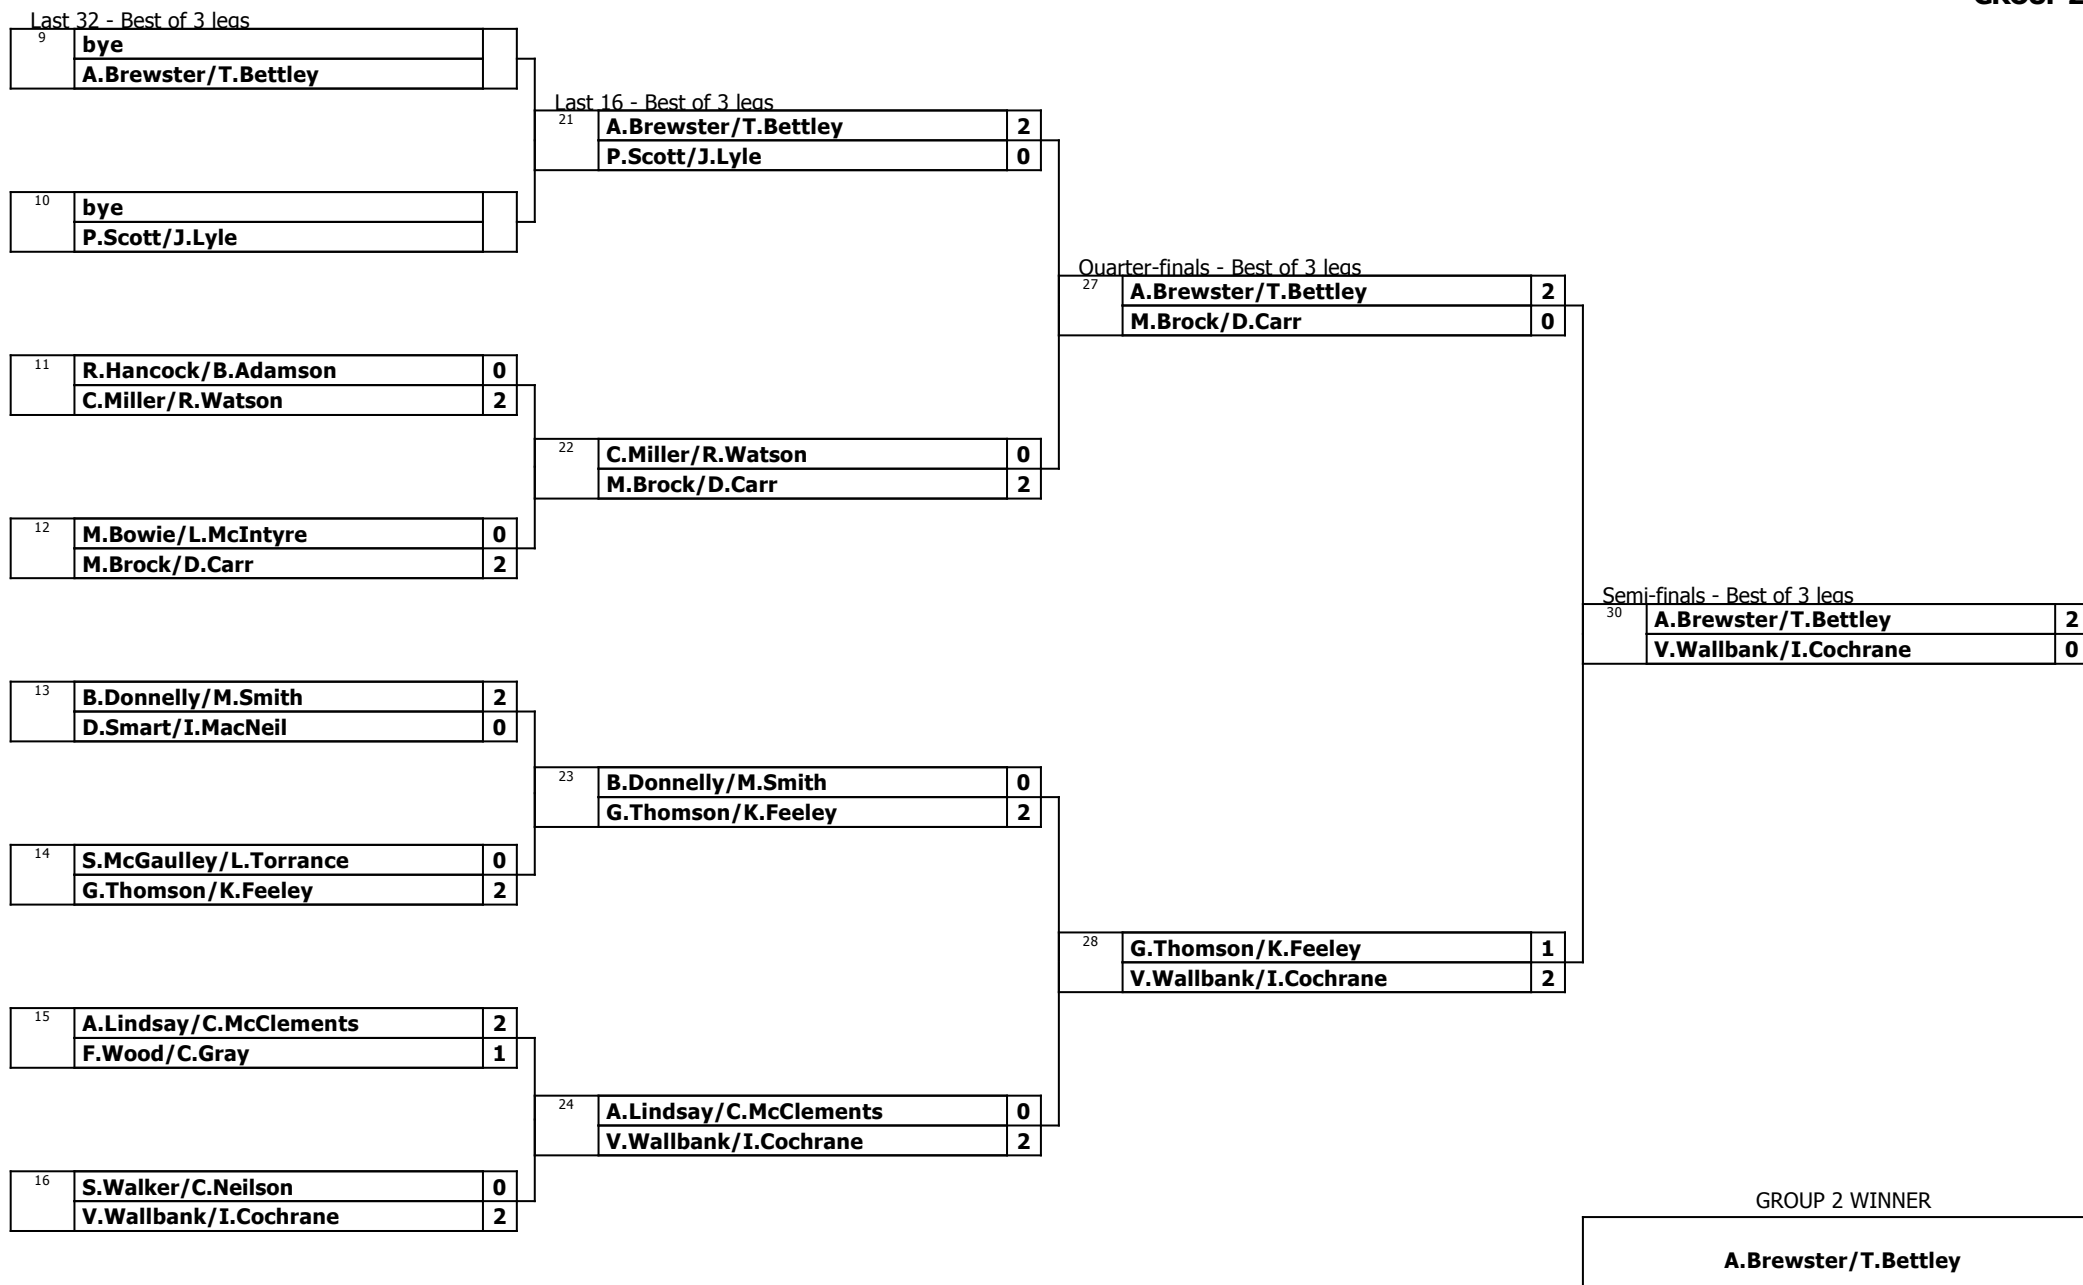 GROUP 2
Last 32 - Best of 3 legs
9
bye
A.Brewster/T.Bettley
10
bye
P.Scott/J.Lyle
11
R.Hancock/B.Adamson 0
C.Miller/R.Watson 2
12
M.Bowie/L.McIntyre 0
M.Brock/D.Carr 2
13
B.Donnelly/M.Smith 2
D.Smart/I.MacNeil 0
14
S.McGaulley/L.Torrance 0
G.Thomson/K.Feeley 2
15
A.Lindsay/C.McClements 2
F.Wood/C.Gray 1
16
S.Walker/C.Neilson 0
V.Wallbank/I.Cochrane 2
Last 16 - Best of 3 legs
21
A.Brewster/T.Bettley 2
P.Scott/J.Lyle 0
22
C.Miller/R.Watson 0
M.Brock/D.Carr 2
23
B.Donnelly/M.Smith 0
G.Thomson/K.Feeley 2
24
A.Lindsay/C.McClements 0
V.Wallbank/I.Cochrane 2
Quarter-finals - Best of 3 legs
27
A.Brewster/T.Bettley 2
M.Brock/D.Carr 0
28
G.Thomson/K.Feeley 1
V.Wallbank/I.Cochrane 2
Semi-finals - Best of 3 legs
30
A.Brewster/T.Bettley 2
V.Wallbank/I.Cochrane 0
GROUP 2 WINNER
A.Brewster/T.Bettley